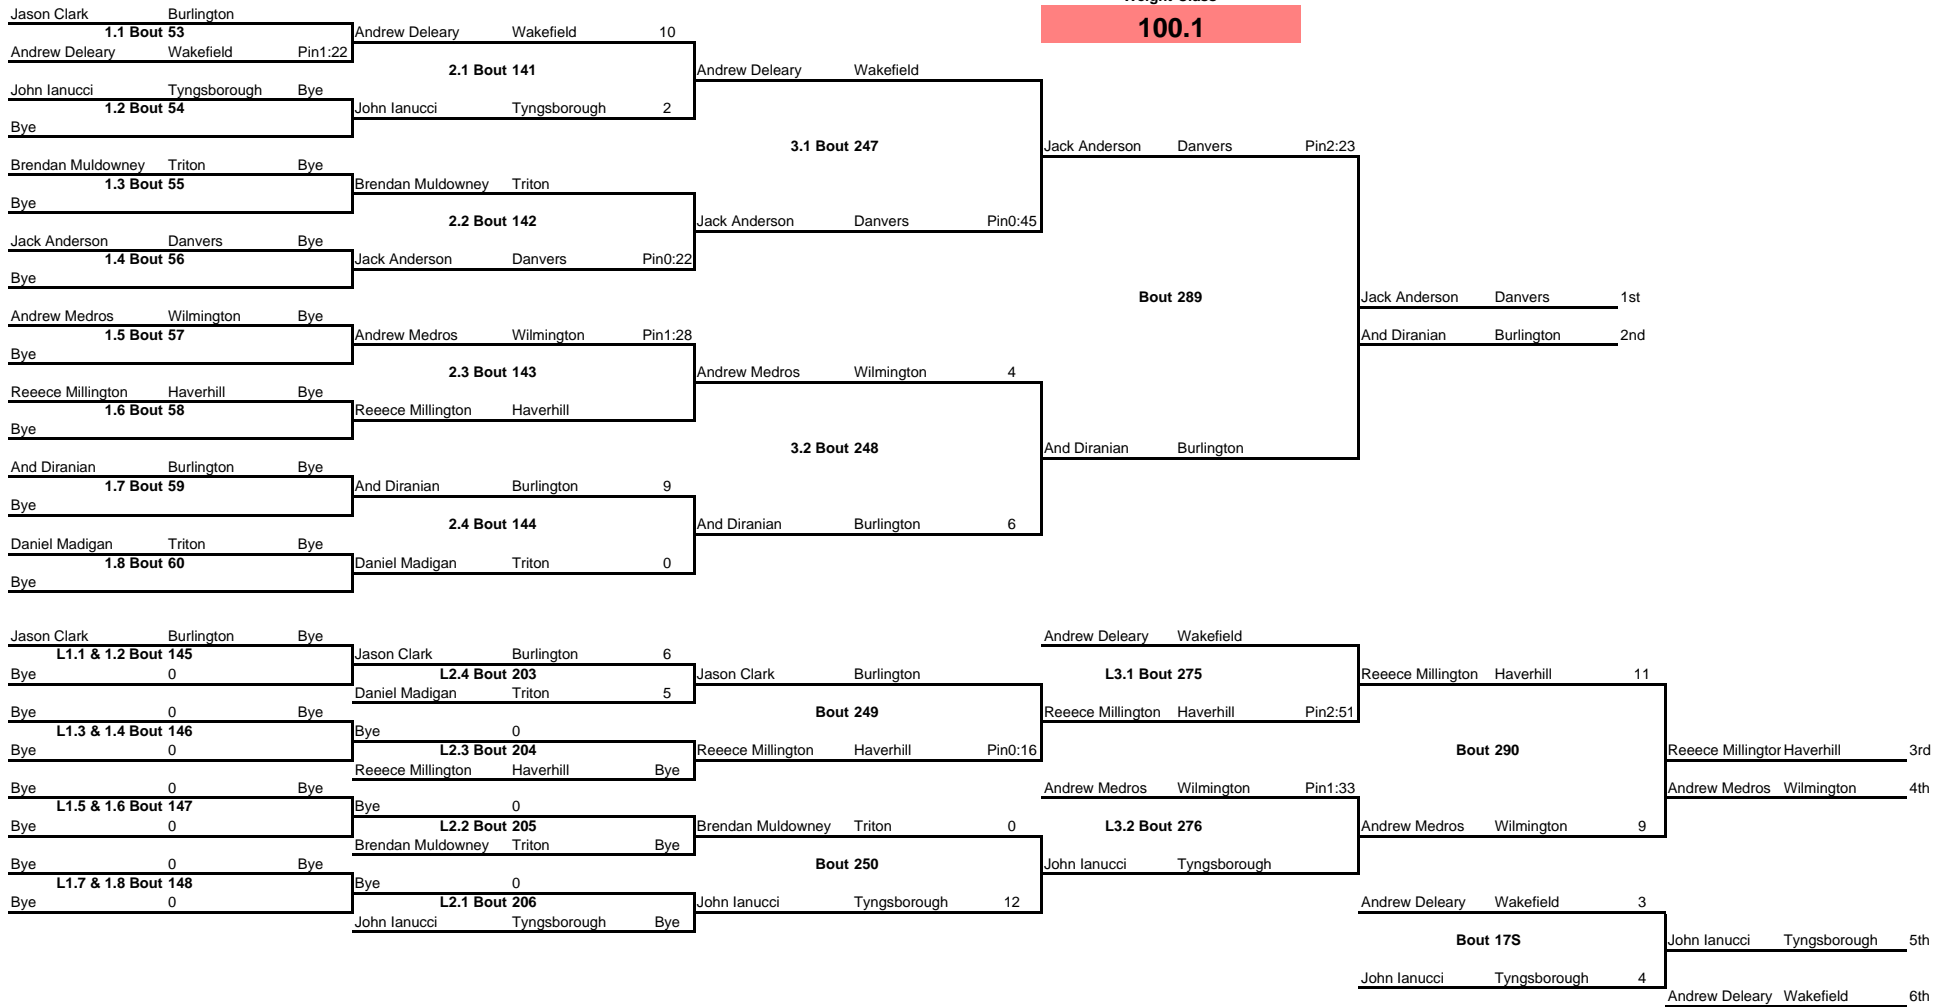 Weight Class
100.1
Jason Clark Burlington
1.1 Bout 53
Andrew Deleary Wakefield Pin1:22
John Ianucci Tyngsborough Bye
1.2 Bout 54
Bye
Brendan Muldowney Triton Bye
1.3 Bout 55
Bye
Jack Anderson Danvers Bye
1.4 Bout 56
Bye
Andrew Medros Wilmington Bye
1.5 Bout 57
Bye
Reeece Millington Haverhill Bye
1.6 Bout 58
Bye
And Diranian Burlington Bye
1.7 Bout 59
Bye
Daniel Madigan Triton Bye
1.8 Bout 60
Bye
Andrew Deleary Wakefield 10
2.1 Bout 141
John Ianucci Tyngsborough 2
Brendan Muldowney Triton
2.2 Bout 142
Jack Anderson Danvers Pin0:22
Andrew Medros Wilmington Pin1:28
2.3 Bout 143
Reeece Millington Haverhill
And Diranian Burlington 9
2.4 Bout 144
Daniel Madigan Triton 0
Andrew Deleary Wakefield
3.1 Bout 247
Jack Anderson Danvers Pin0:45
Andrew Medros Wilmington 4
3.2 Bout 248
And Diranian Burlington 6
Jack Anderson Danvers Pin2:23
Bout 289
And Diranian Burlington
Jack Anderson Danvers 1st
And Diranian Burlington 2nd
Jason Clark Burlington Bye
L1.1 & 1.2 Bout 145
Bye 0
Bye 0 Bye
L1.3 & 1.4 Bout 146
Bye 0
Bye 0 Bye
L1.5 & 1.6 Bout 147
Bye 0
Bye 0 Bye
L1.7 & 1.8 Bout 148
Bye 0
Jason Clark Burlington 6
L2.4 Bout 203
Daniel Madigan Triton 5
Bye 0
L2.3 Bout 204
Reeece Millington Haverhill Bye
Bye 0
L2.2 Bout 205
Brendan Muldowney Triton Bye
Bye 0
L2.1 Bout 206
John Ianucci Tyngsborough Bye
Jason Clark Burlington
Bout 249
Reeece Millington Haverhill Pin0:16
Brendan Muldowney Triton 0
Bout 250
John Ianucci Tyngsborough 12
Andrew Deleary Wakefield
L3.1 Bout 275
Reeece Millington Haverhill Pin2:51
Andrew Medros Wilmington Pin1:33
L3.2 Bout 276
John Ianucci Tyngsborough
Reeece Millington Haverhill 11
Bout 290
Andrew Medros Wilmington 9
Reeece Millingtor Haverhill 3rd
Andrew Medros Wilmington 4th
Andrew Deleary Wakefield 3
Bout 17S
John Ianucci Tyngsborough 4
John Ianucci Tyngsborough 5th
Andrew Deleary Wakefield 6th